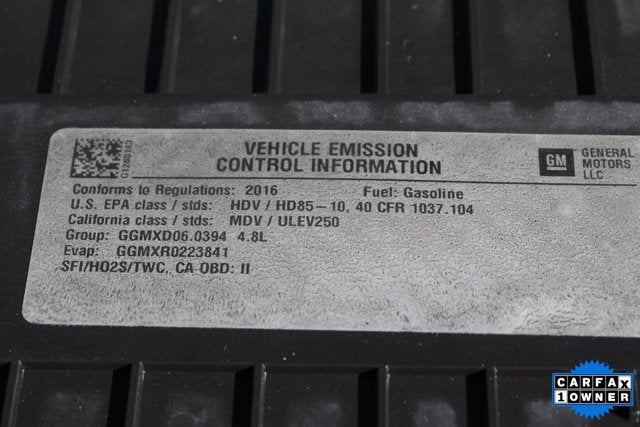 VEHICLE EMISSION
CONTROL INFORMATION
GM
GENERAL
MOTORS
LLC
Conforms to Regulations: 2016 Fuel: Gasoline
U.S. EPA class / stds: HDV / HD85-10, 40 CFR 1037.104
California class / stds: MDV / ULEV250
Group: GGMXD06.0394 4.8L
Evap: GGMXR0223841
SFI/HO2S/TWC, CA OBD: II
CARFAX
1 OWNER